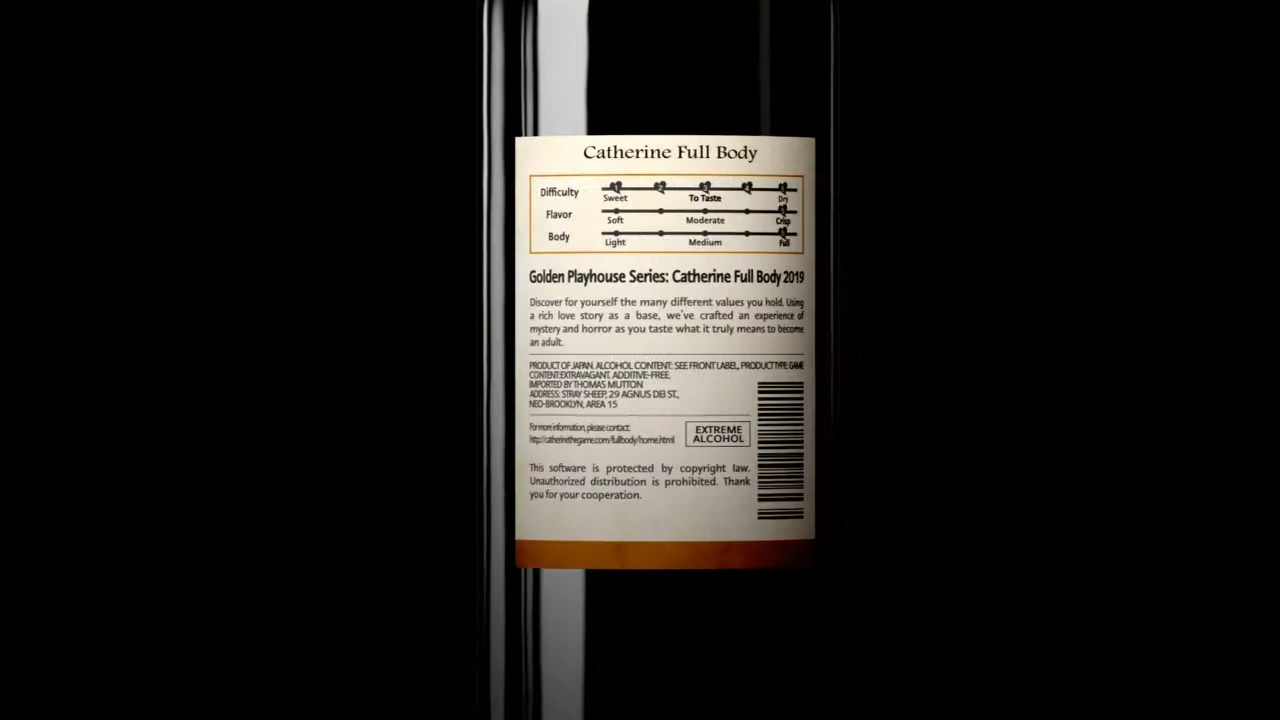 Catherine Full Body
Difficulty
Sweet To Taste Dry
Flavor
Soft Moderate Crisp
Body
Light Medium Full
Golden Playhouse Series: Catherine Full Body 2019
Discover for yourself the many different values you hold. Using
a rich love story as a base, we've crafted an experience of
mystery and horror as you taste what it truly means to become
an adult.
PRODUCT OF JAPAN. ALCOHOL CONTENT: SEE FRONT LABEL, PRODUCT TYPE: GAME
CONTENT: EXTRAVAGANT. ADDITIVE-FREE.
IMPORTED BY THOMAS MUTTON
ADDRESS: STRAY SHEEP, 29 AGNUS DEI ST.,
NEO-BROOKLYN, AREA 15
For more information, please contact:
http://catherinethegame.com/fullbody/home.html
EXTREME
ALCOHOL
This software is protected by copyright law.
Unauthorized distribution is prohibited. Thank
you for your cooperation.